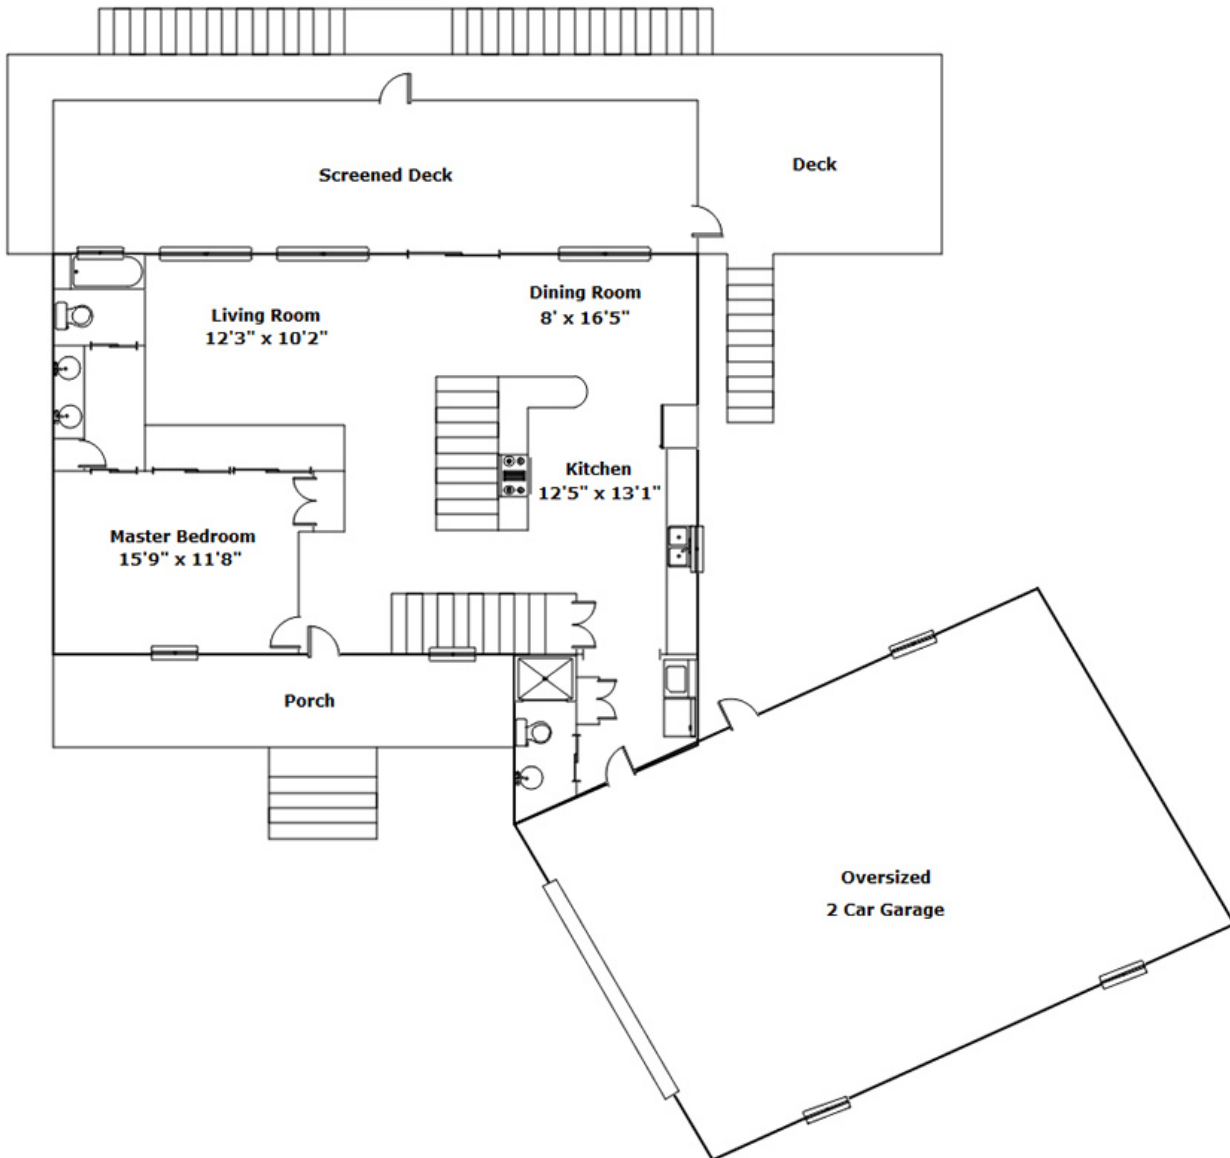 Screened Deck
Deck
Living Room
12'3" x 10'2"
Dining Room
8' x 16'5"
Kitchen
12'5" x 13'1"
Master Bedroom
15'9" x 11'8"
Porch
Oversized
2 Car Garage